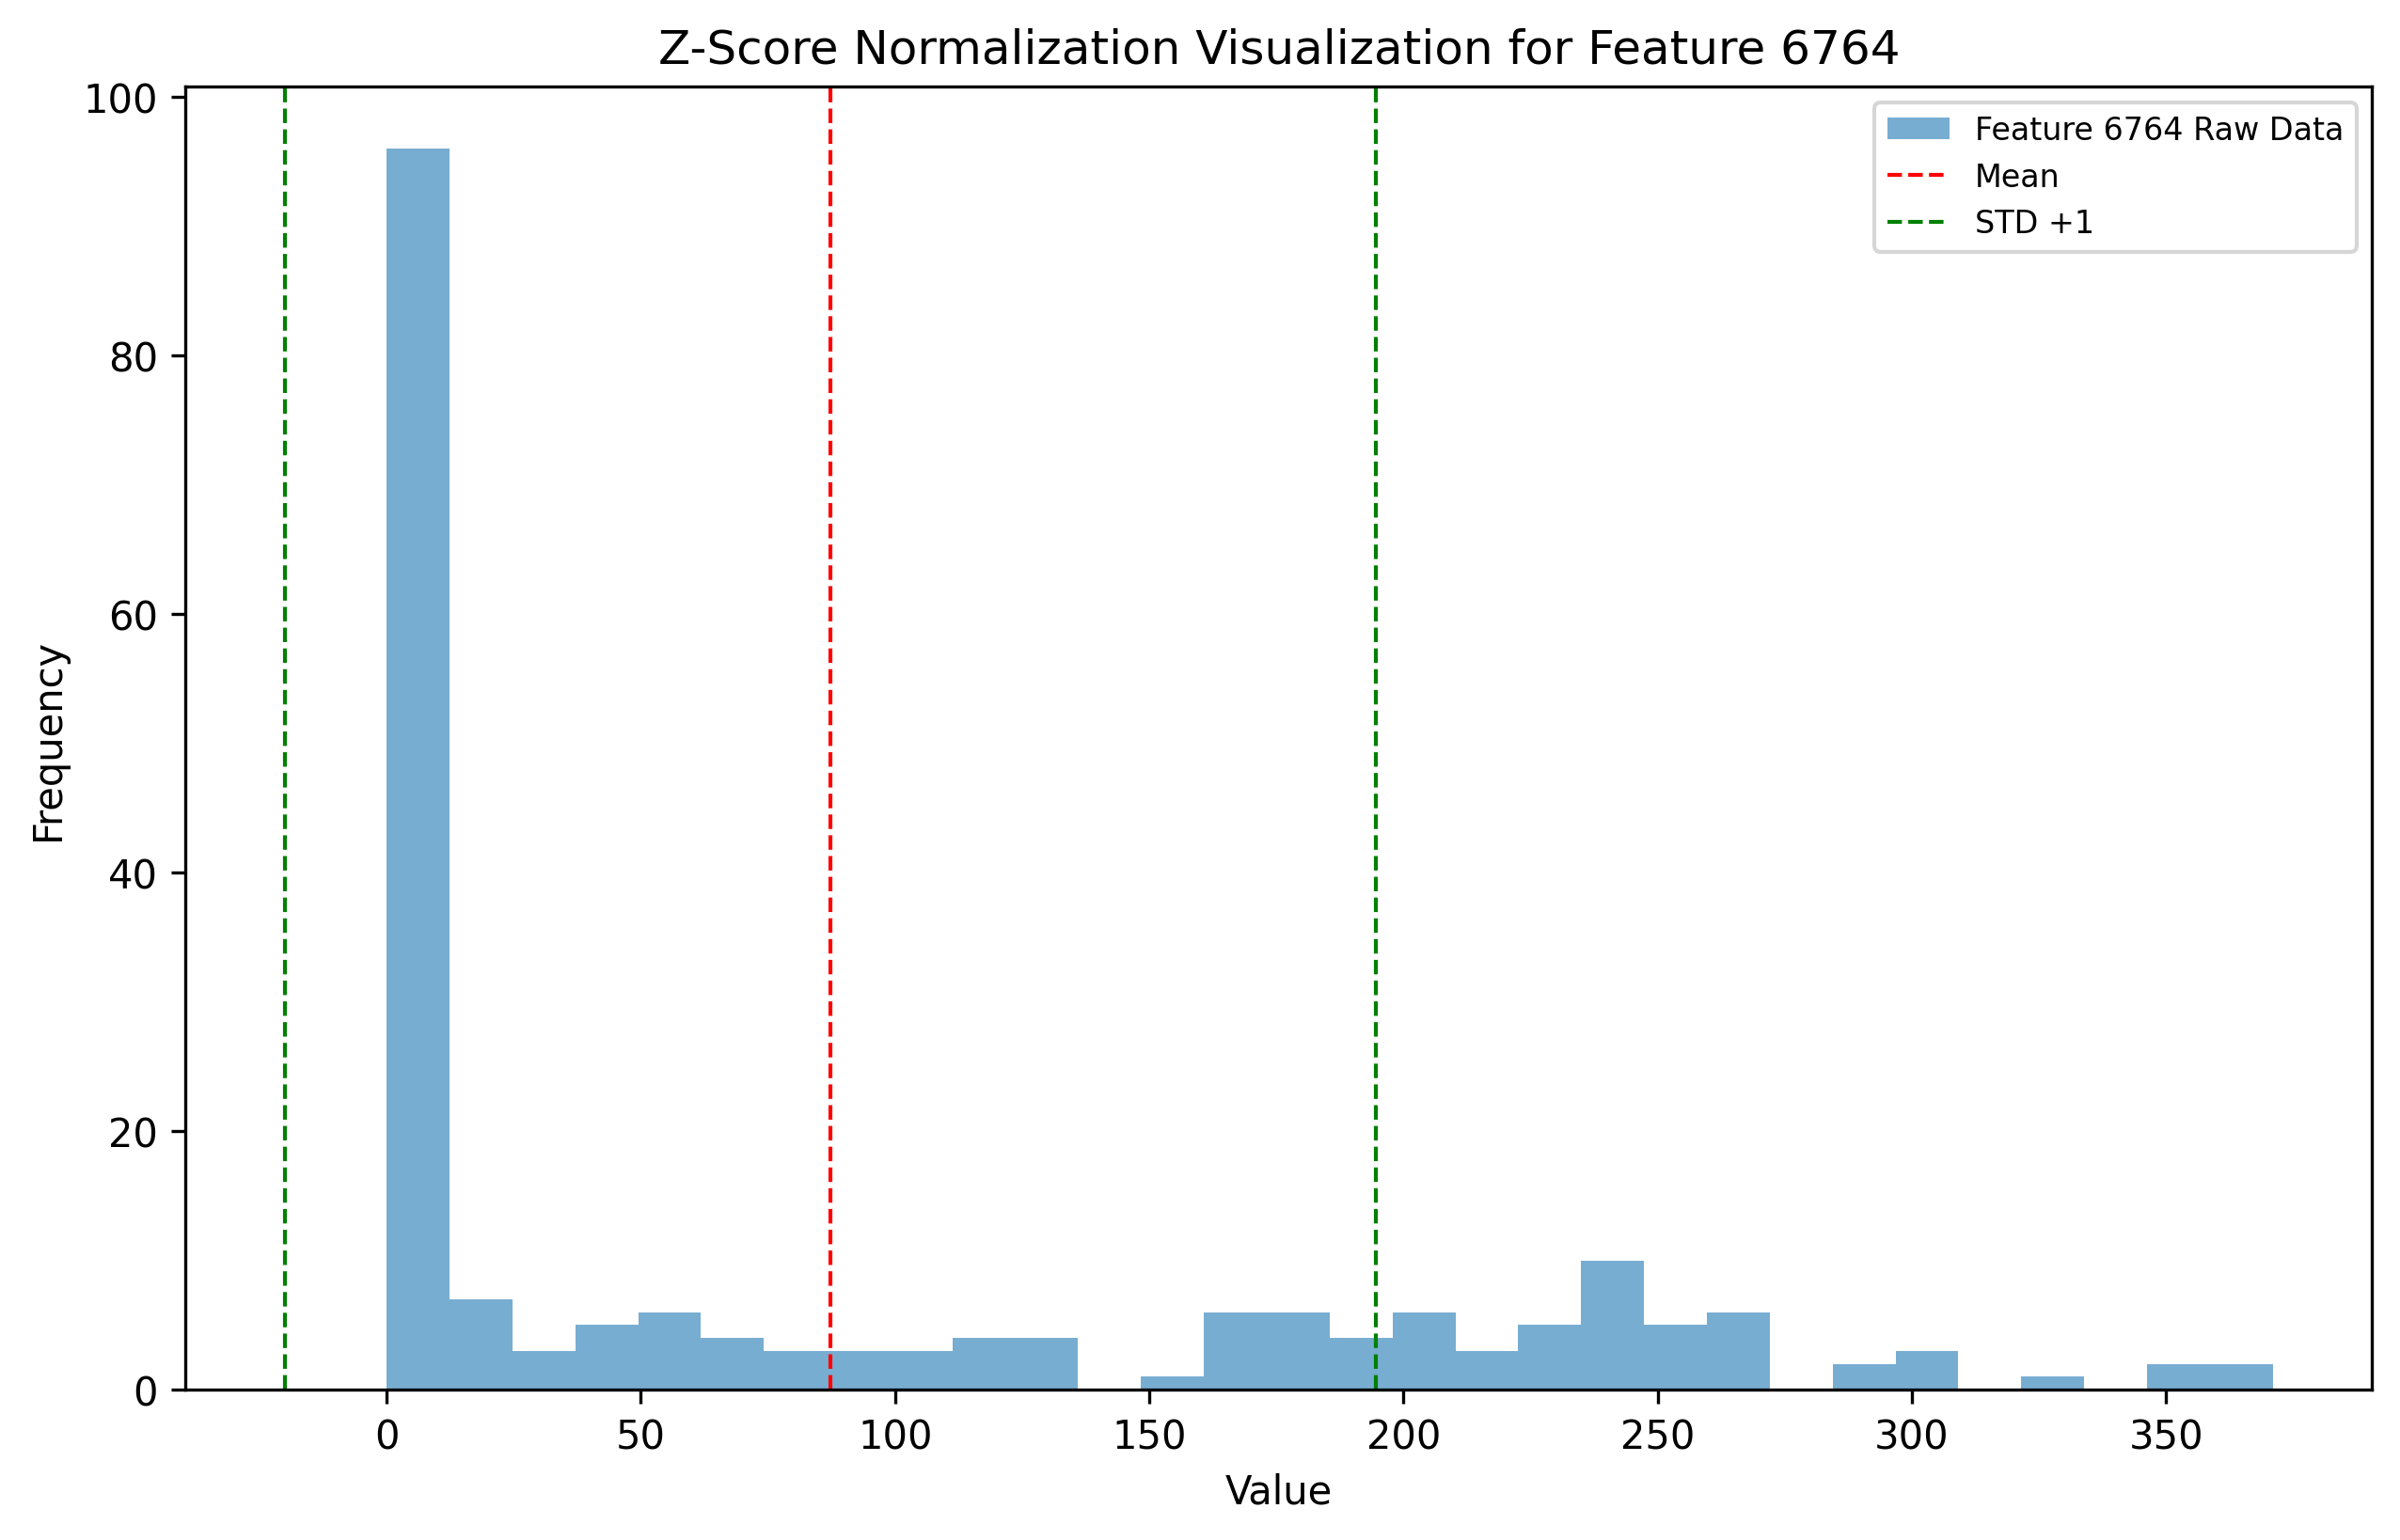 Z-Score Normalization Visualization for Feature 6764
Feature 6764 Raw Data
Mean
STD +1
100
80
60
40
20
0
Frequency
0 50 100 150 200 250 300 350
Value